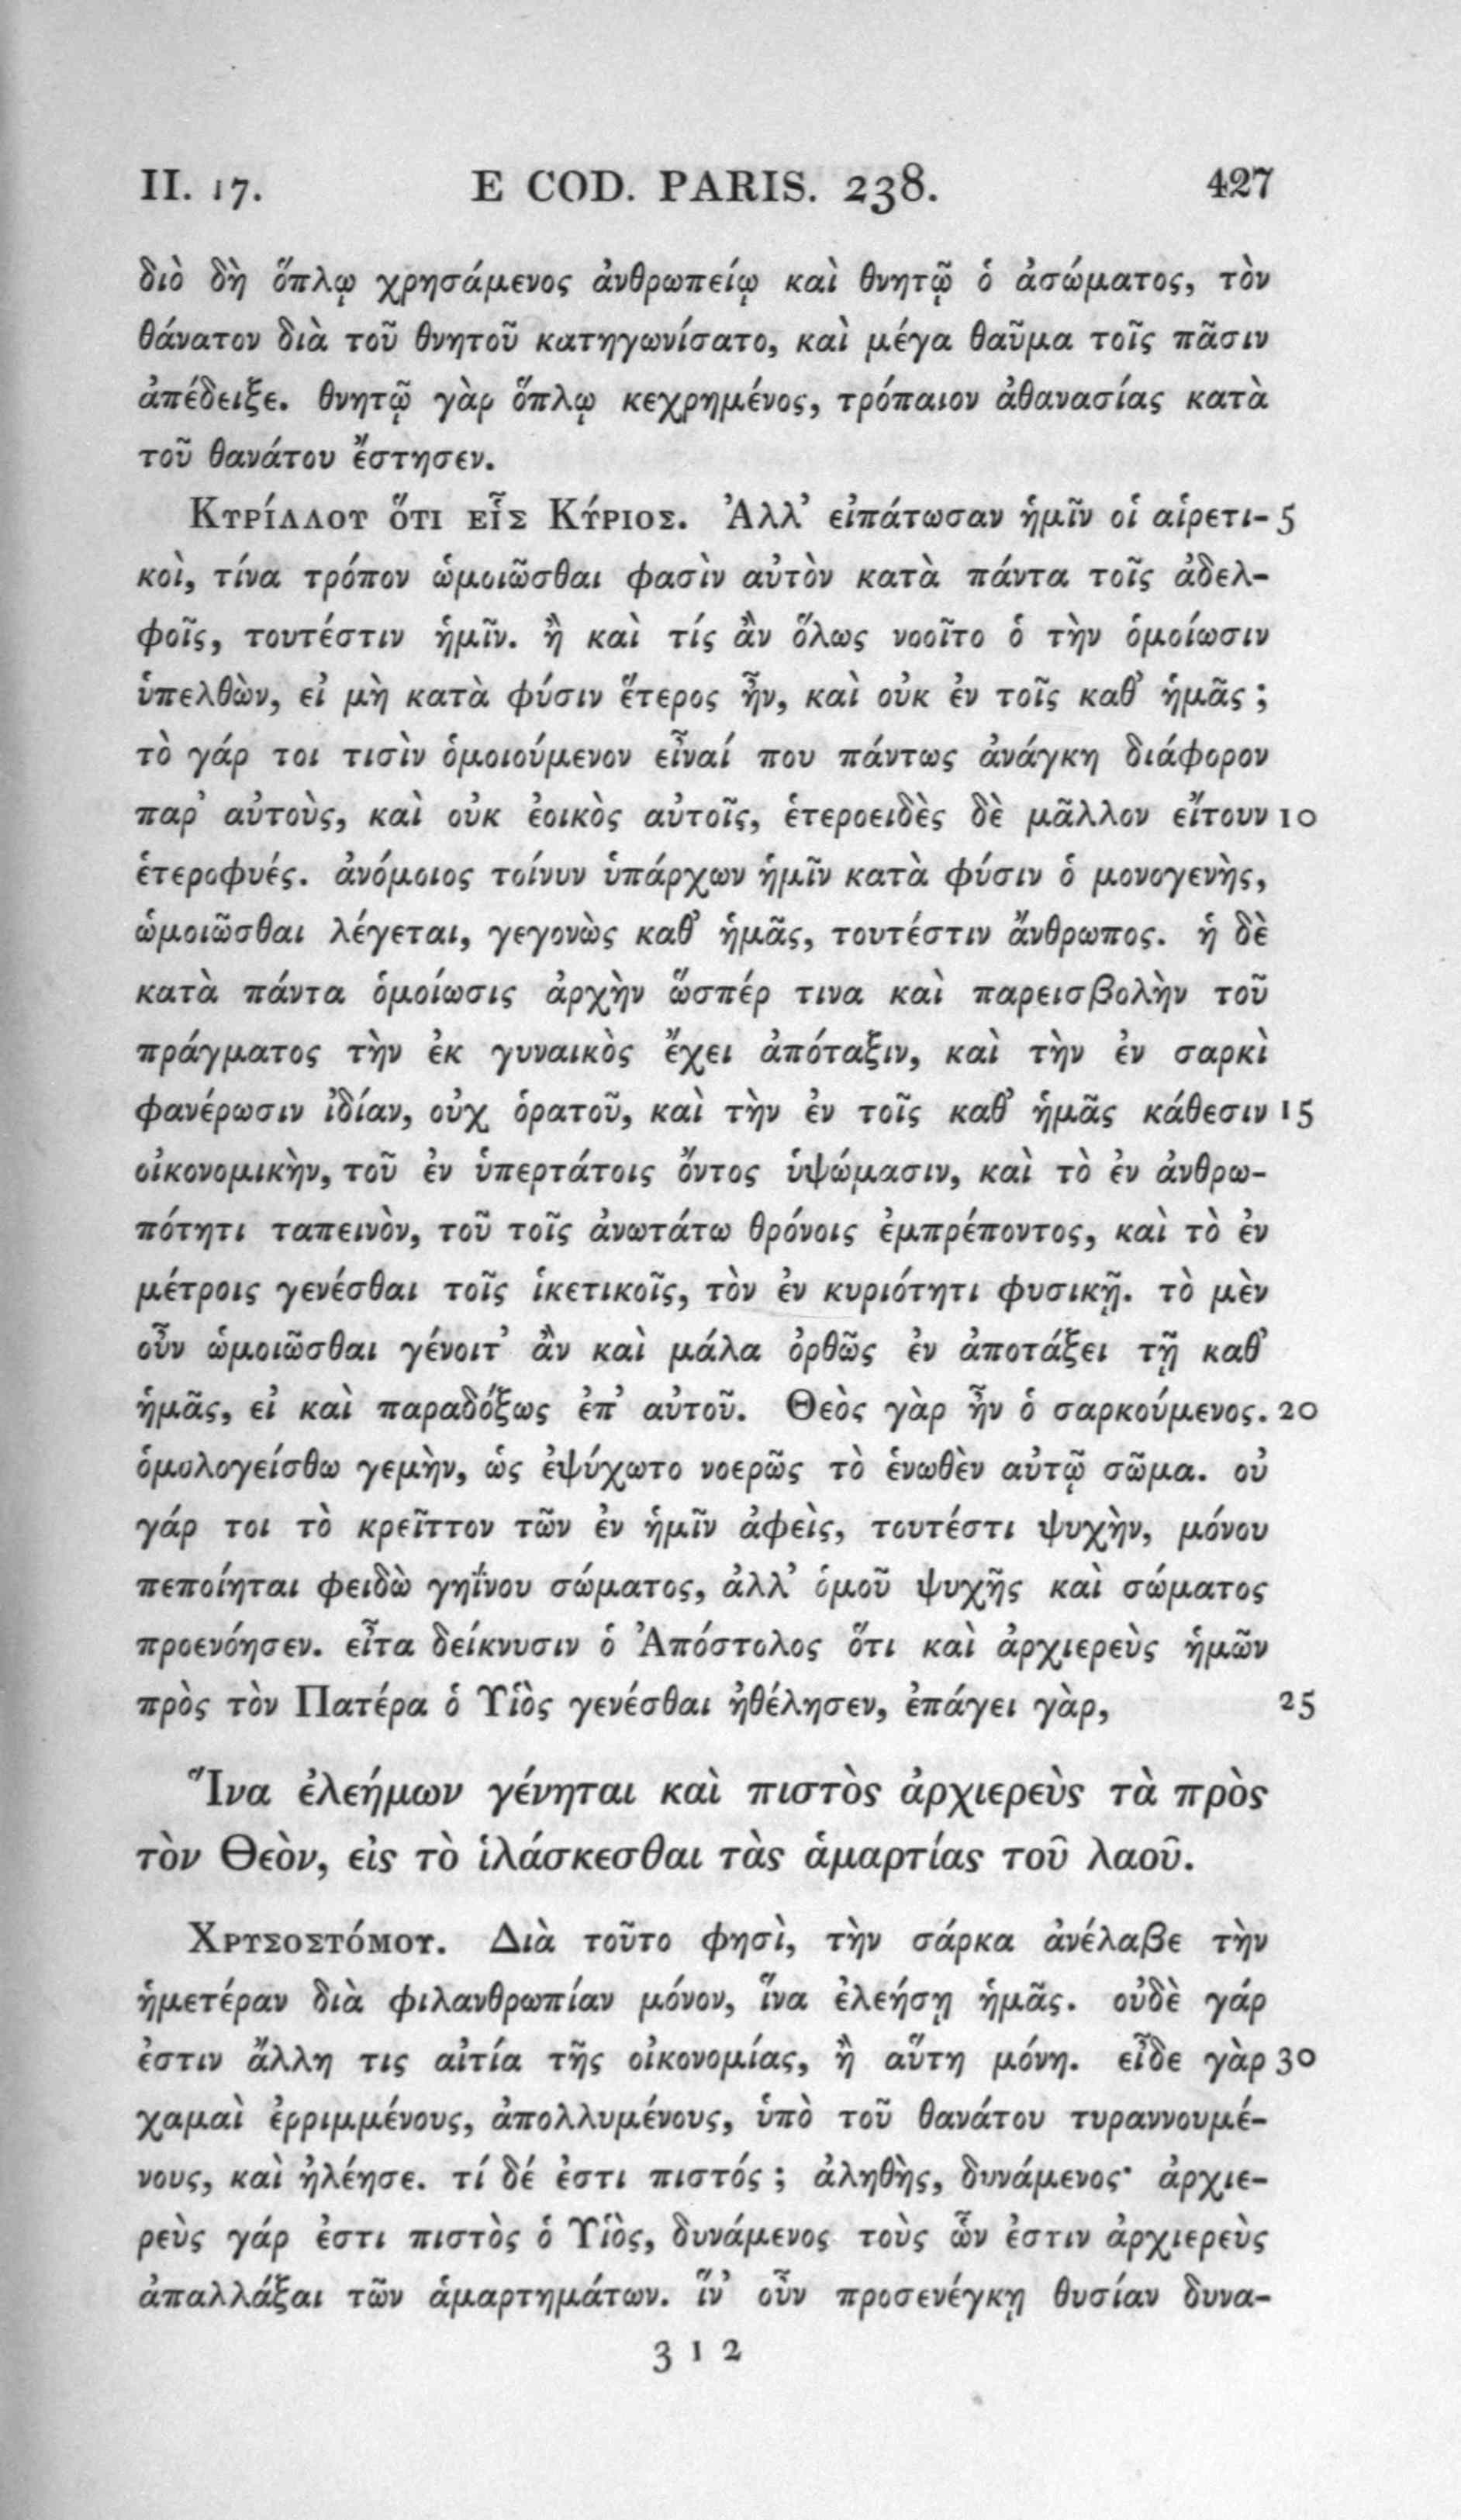 II. 17. E COD. PARIS. 238. 427
διὸ δὴ ὅπλῳ χρησάμενος ἀνθρωπείῳ καὶ θνητῷ ὁ ἀσώματος, τὸν
θάνατον διὰ τοῦ θνητοῦ κατηγωνίσατο, καὶ μέγα θαῦμα τοῖς πᾶσιν
ἀπέδειξε. θνητῷ γὰρ ὅπλῳ κεχρημένος, τρόπαιον ἀθανασίας κατὰ
τοῦ θανάτου ἔστησεν.
Κυρίλλου ὅτι εἷς Κύριος. Ἀλλ’ εἰπάτωσαν ἡμῖν οἱ αἱρετι- 5
κοὶ, τίνα τρόπον ὡμοιῶσθαι φασὶν αὐτὸν κατὰ πάντα τοῖς ἀδελ-
φοῖς, τουτέστιν ἡμῖν. ἢ καὶ τίς ἂν ὅλως νοοῖτο ὁ τὴν ὁμοίωσιν
ὑπελθὼν, εἰ μὴ κατὰ φύσιν ἕτερος ἦν, καὶ οὐκ ἐν τοῖς καθ’ ἡμᾶς ;
τὸ γάρ τοι τισὶν ὁμοιούμενον εἶναί που πάντως ἀνάγκη διάφορον
παρ’ αὐτοὺς, καὶ οὐκ ἐοικὸς αὐτοῖς, ἑτεροειδὲς δὲ μᾶλλον εἴτουν 10
ἑτεροφυές. ἀνόμοιος τοίνυν ὑπάρχων ἡμῖν κατὰ φύσιν ὁ μονογενὴς,
ὡμοιῶσθαι λέγεται, γεγονὼς καθ’ ἡμᾶς, τουτέστιν ἄνθρωπος. ἡ δὲ
κατὰ πάντα ὁμοίωσις ἀρχὴν ὥσπέρ τινα καὶ παρεισβολὴν τοῦ
πράγματος τὴν ἐκ γυναικὸς ἔχει ἀπόταξιν, καὶ τὴν ἐν σαρκὶ
φανέρωσιν ἰδίαν, οὐχ ὁρατοῦ, καὶ τὴν ἐν τοῖς καθ’ ἡμᾶς κάθεσιν 15
οἰκονομικὴν, τοῦ ἐν ὑπερτάτοις ὄντος ὑψώμασιν, καὶ τὸ ἐν ἀνθρω-
πότητι ταπεινὸν, τοῦ τοῖς ἀνωτάτω θρόνοις ἐμπρέποντος, καὶ τὸ ἐν
μέτροις γενέσθαι τοῖς ἱκετικοῖς, τὸν ἐν κυριότητι φυσικῇ. τὸ μὲν
οὖν ὡμοιῶσθαι γένοιτ’ ἂν καὶ μάλα ὀρθῶς ἐν ἀποτάξει τῇ καθ’
ἡμᾶς, εἰ καὶ παραδόξως ἐπ’ αὐτοῦ. Θεὸς γὰρ ἦν ὁ σαρκούμενος. 20
ὁμολογείσθω γεμὴν, ὡς ἐψύχωτο νοερῶς τὸ ἑνωθὲν αὐτῷ σῶμα. οὐ
γάρ τοι τὸ κρεῖττον τῶν ἐν ἡμῖν ἀφεὶς, τουτέστι ψυχὴν, μόνου
πεποίηται φειδὼ γηΐνου σώματος, ἀλλ’ ὁμοῦ ψυχῆς καὶ σώματος
προενόησεν. εἶτα δείκνυσιν ὁ Ἀπόστολος ὅτι καὶ ἀρχιερεὺς ἡμῶν
πρὸς τὸν Πατέρα ὁ Υἱὸς γενέσθαι ἠθέλησεν, ἐπάγει γὰρ, 25
Ἵνα ἐλεήμων γένηται καὶ πιστὸς ἀρχιερεὺς τὰ πρὸς
τὸν Θεὸν, εἰς τὸ ἱλάσκεσθαι τὰς ἁμαρτίας τοῦ λαοῦ.
Χρυσοστόμου. Διὰ τοῦτο φησὶ, τὴν σάρκα ἀνέλαβε τὴν
ἡμετέραν διὰ φιλανθρωπίαν μόνον, ἵνα ἐλεήσῃ ἡμᾶς. οὐδὲ γάρ
ἐστιν ἄλλη τις αἰτία τῆς οἰκονομίας, ἢ αὕτη μόνη. εἶδε γὰρ 30
χαμαὶ ἐρριμμένους, ἀπολλυμένους, ὑπὸ τοῦ θανάτου τυραννουμέ-
νους, καὶ ἠλέησε. τί δέ ἐστι πιστός ; ἀληθὴς, δυνάμενος· ἀρχιε-
ρεὺς γάρ ἐστι πιστὸς ὁ Υἱὸς, δυνάμενος τοὺς ὧν ἐστιν ἀρχιερεὺς
ἀπαλλάξαι τῶν ἁμαρτημάτων. ἵν’ οὖν προσενέγκῃ θυσίαν δυνα-
3 I 2